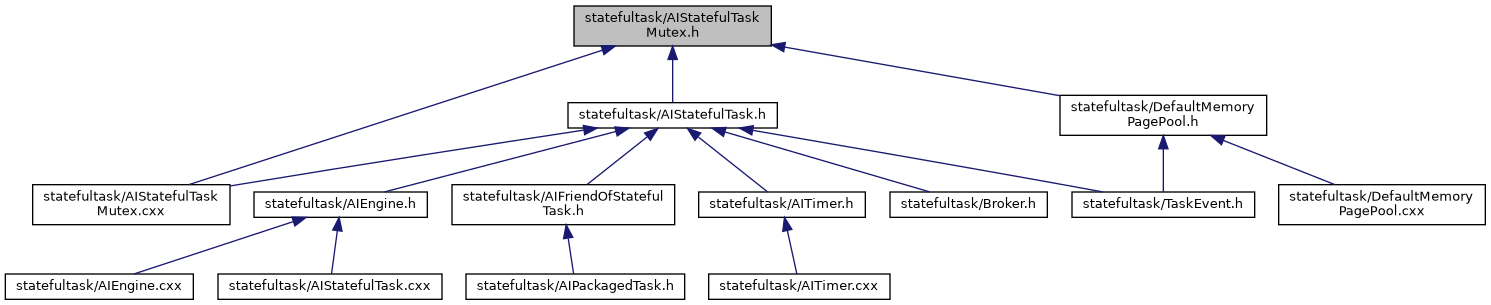 statefultask/AIStatefulTask
Mutex.h
statefultask/AIStatefulTask.h
statefultask/DefaultMemory
PagePool.h
statefultask/AIStatefulTask
Mutex.cxx
statefultask/AIEngine.h
statefultask/AIFriendOfStateful
Task.h
statefultask/AITimer.h
statefultask/Broker.h
statefultask/TaskEvent.h
statefultask/DefaultMemory
PagePool.cxx
statefultask/AIEngine.cxx
statefultask/AIStatefulTask.cxx
statefultask/AIPackagedTask.h
statefultask/AITimer.cxx